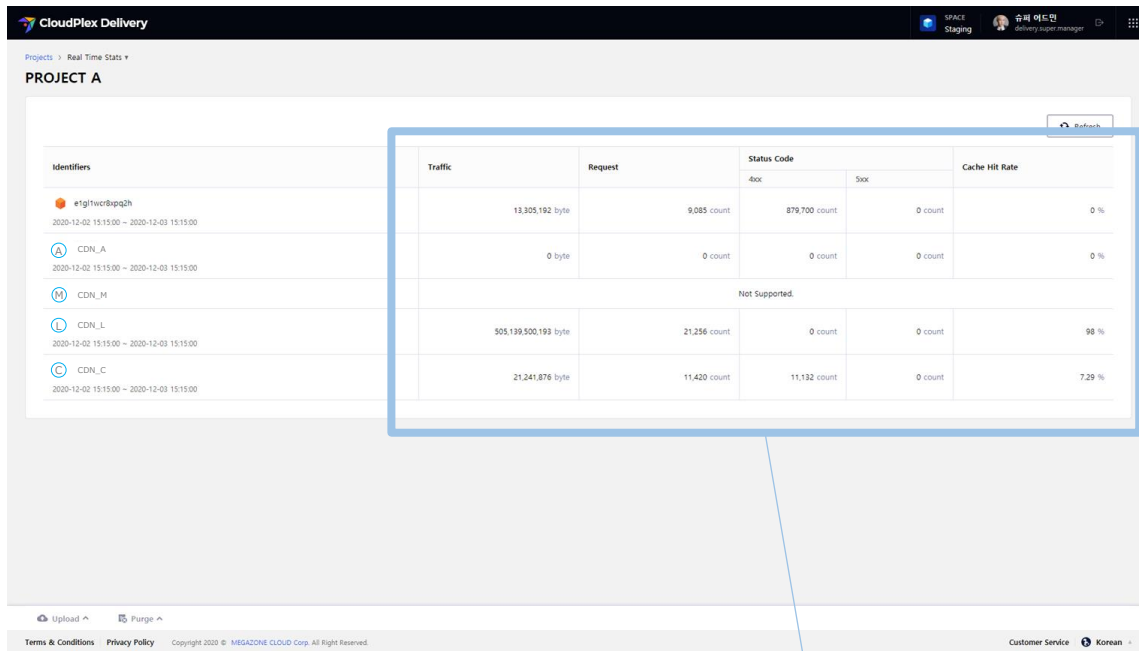 CloudPlex Delivery
SPACE
Staging
슈퍼 어드민
delivery.super.manager
Projects > Real Time Stats
PROJECT A
Refresh
Identifiers Traffic Request Status Code Cache Hit Rate
4xx 5xx
e1gl1wcr8xpq2h
2020-12-02 15:15:00 ~ 2020-12-03 15:15:00
13,305,192 byte 9,085 count 879,700 count 0 count 0 %
A CDN_A
2020-12-02 15:15:00 ~ 2020-12-03 15:15:00
0 byte 0 count 0 count 0 count 0 %
M CDN_M Not Supported.
L CDN_L
2020-12-02 15:15:00 ~ 2020-12-03 15:15:00
505,139,500,193 byte 21,256 count 0 count 0 count 98 %
C CDN_C
2020-12-02 15:15:00 ~ 2020-12-03 15:15:00
21,241,876 byte 11,420 count 11,132 count 0 count 7.29 %
Upload Purge
Terms & Conditions Privacy Policy Copyright 2020 © MEGAZONE CLOUD Corp. All Right Reserved. Customer Service Korean